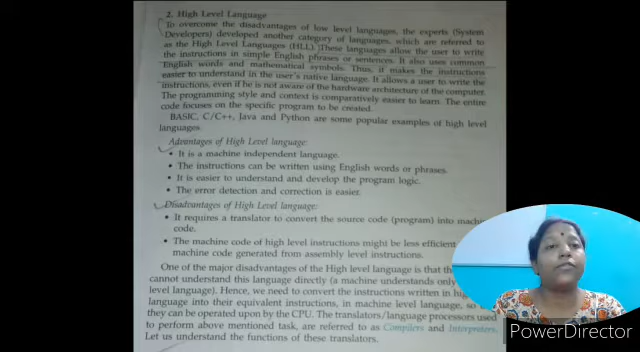 2. High Level Language
To overcome the disadvantages of low level languages, the experts (System
Developers) developed another category of languages, which are referred to
as the High Level Languages (HLL). These languages allow the user to write
the instructions in simple English phrases or sentences. It also uses common
English words and mathematical symbols. Thus, it makes the instructions
easier to understand in the user's native language. It allows a user to write the
instructions, even if he is not aware of the hardware architecture of the computer.
The programming style and context is comparatively easier to learn. The entire
code focuses on the specific program to be created.
BASIC, C/C++, Java and Python are some popular examples of high level
languages.
Advantages of High Level language:
• It is a machine independent language.
• The instructions can be written using English words or phrases.
• It is easier to understand and develop the program logic.
• The error detection and correction is easier.
Disadvantages of High Level language:
• It requires a translator to convert the source code (program) into machin
code.
• The machine code of high level instructions might be less efficient
machine code generated from assembly level instructions.
One of the major disadvantages of the High level language is that th
cannot understand this language directly (a machine understands only
level language). Hence, we need to convert the instructions written in hig
language into their equivalent instructions, in machine level language, so
they can be operated upon by the CPU. The translators/language processors used
to perform above mentioned task, are referred to as Compilers and Interpreters.
Let us understand the functions of these translators.
PowerDirector